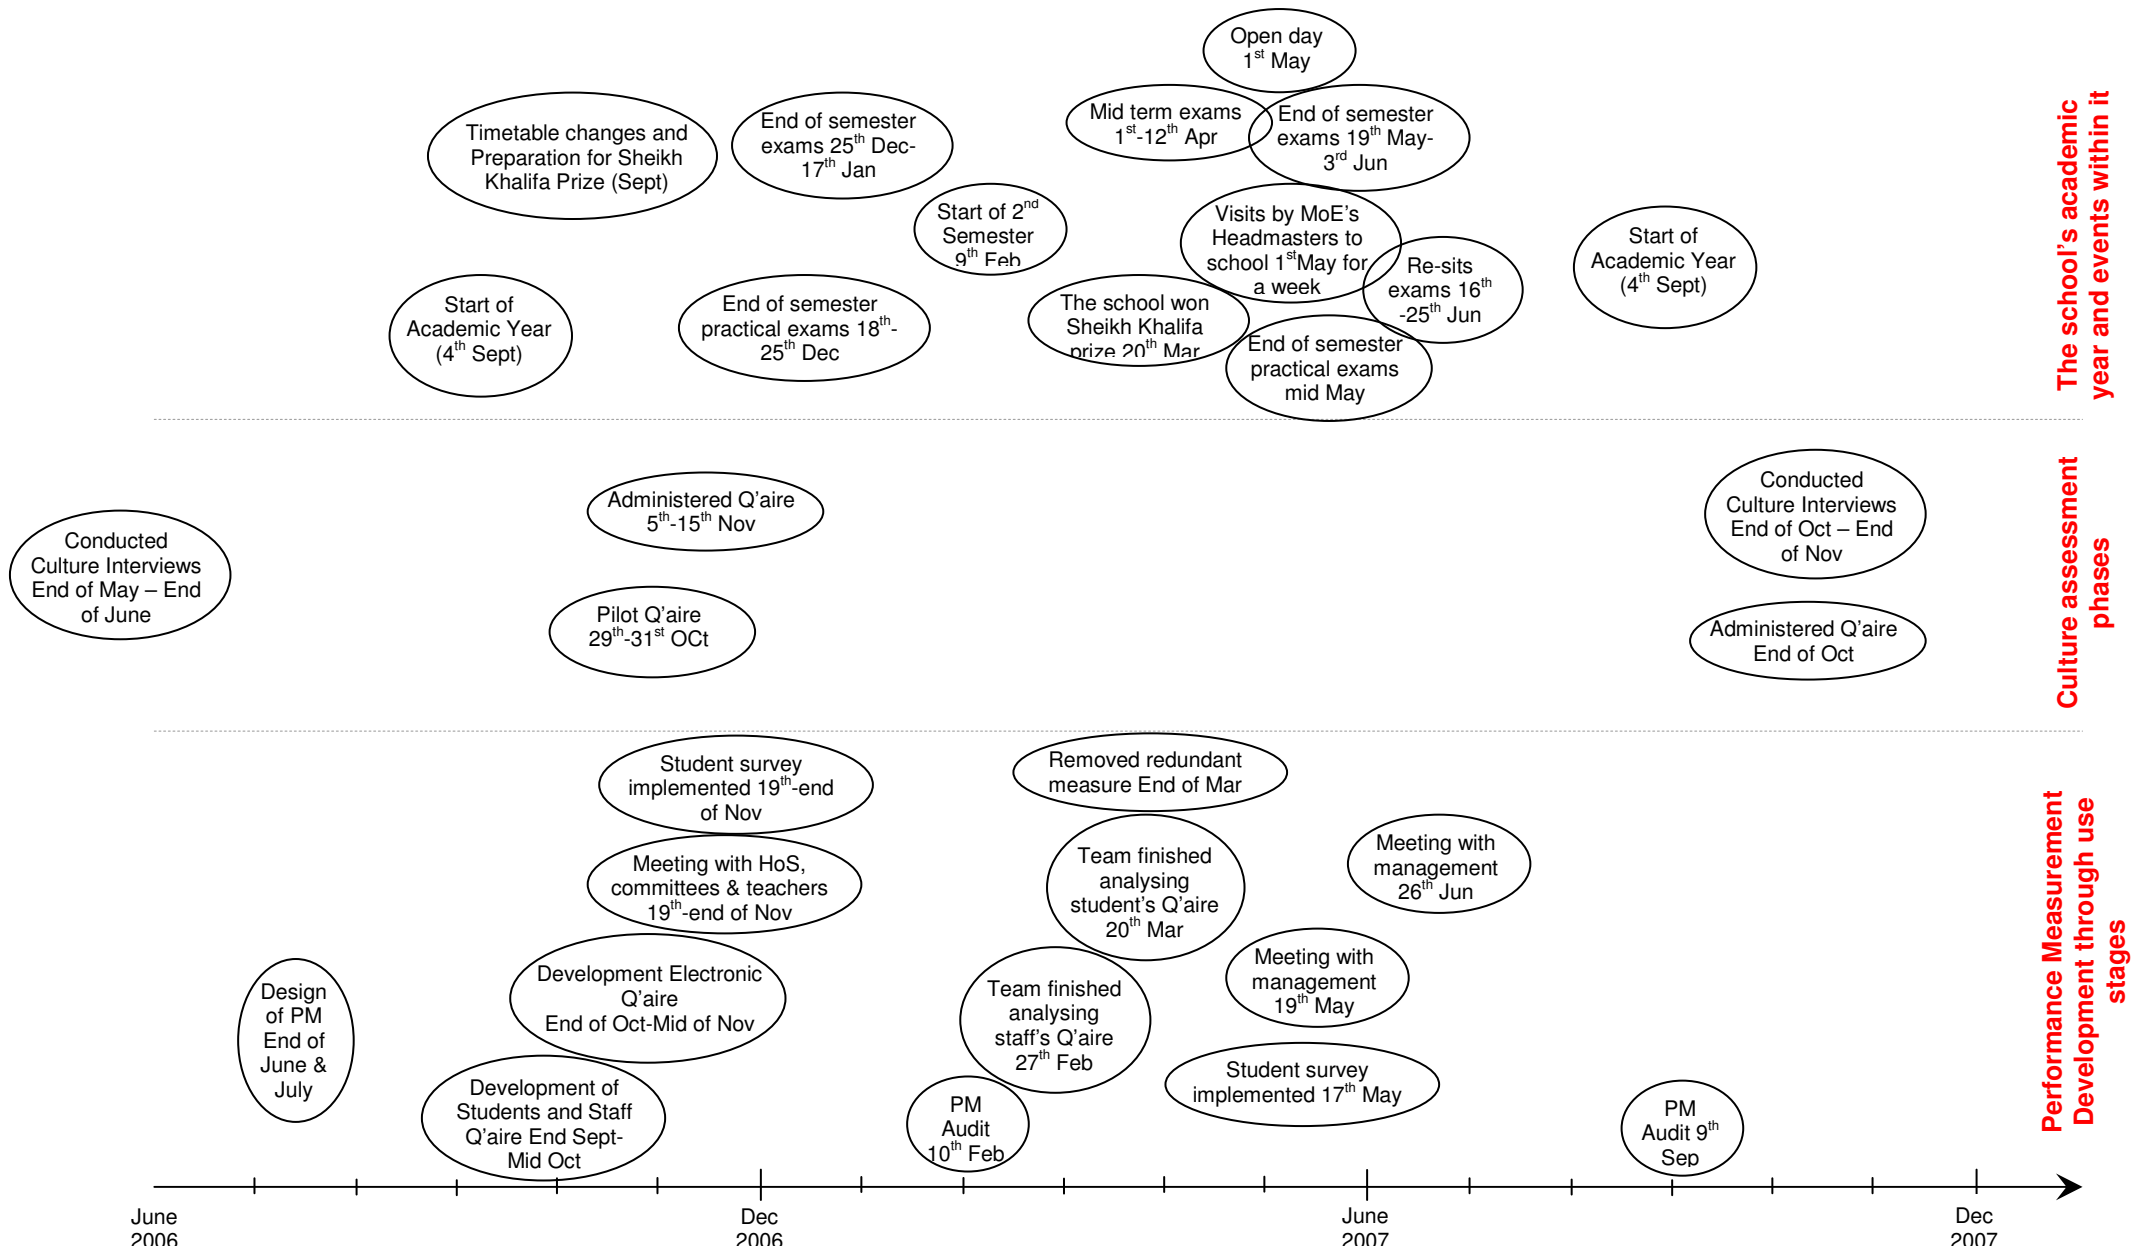 Open day
1st May
Mid term exams
1st-12th Apr
End of semester
exams 19th May-
3rd Jun
Timetable changes and
Preparation for Sheikh
Khalifa Prize (Sept)
End of semester
exams 25th Dec-
17th Jan
Start of 2nd
Semester
9th Feb
Visits by MoE’s
Headmasters to
school 1stMay for
a week
Re-sits
exams 16th
-25th Jun
Start of
Academic Year
(4th Sept)
Start of
Academic Year
(4th Sept)
End of semester
practical exams 18th-
25th Dec
The school won
Sheikh Khalifa
prize 20th Mar
End of semester
practical exams
mid May
The school’s academic
year and events within it
Conducted
Culture Interviews
End of May – End
of June
Administered Q’aire
5th-15th Nov
Pilot Q’aire
29th-31st OCt
Conducted
Culture Interviews
End of Oct – End
of Nov
Administered Q’aire
End of Oct
Culture assessment
phases
Student survey
implemented 19th-end
of Nov
Meeting with HoS,
committees & teachers
19th-end of Nov
Development Electronic
Q’aire
End of Oct-Mid of Nov
Design
of PM
End of
June &
July
Development of
Students and Staff
Q’aire End Sept-
Mid Oct
Removed redundant
measure End of Mar
Team finished
analysing
student’s Q’aire
20th Mar
Team finished
analysing
staff’s Q’aire
27th Feb
PM
Audit
10th Feb
Meeting with
management
26th Jun
Meeting with
management
19th May
Student survey
implemented 17th May
PM
Audit 9th
Sep
Performance Measurement
Development through use
stages
June
2006
Dec
2006
June
2007
Dec
2007